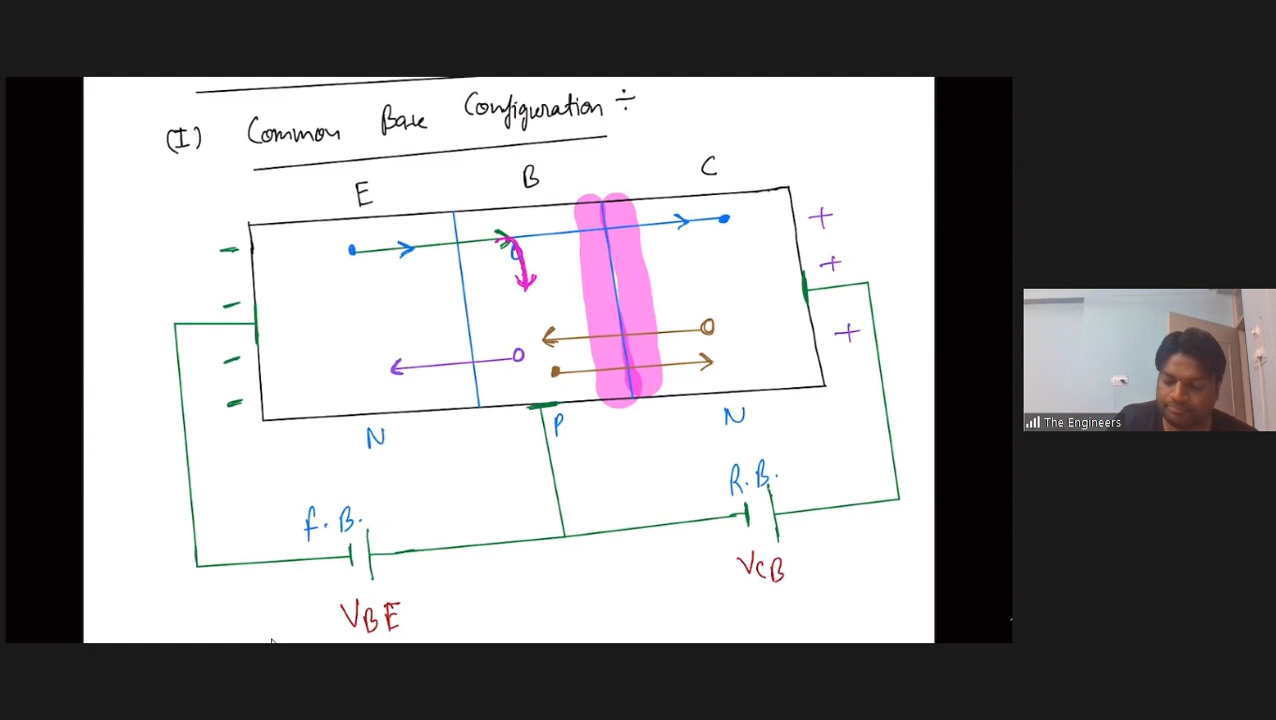 (I) Common Base Configuration ÷
E B C
- + 
- +
- +
-
N P N
F.B. R.B.
VBE VCB
The Engineers